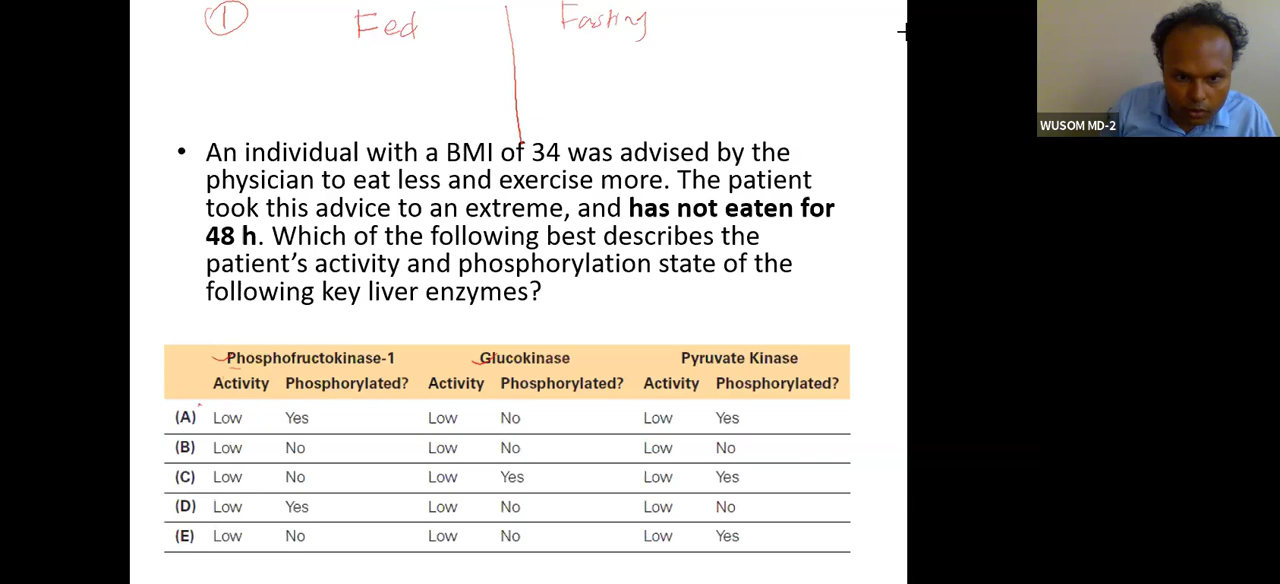 ① Fed Fasting
WUSOM MD-2
• An individual with a BMI of 34 was advised by the
physician to eat less and exercise more. The patient
took this advice to an extreme, and has not eaten for
48 h. Which of the following best describes the
patient’s activity and phosphorylation state of the
following key liver enzymes?
Phosphofructokinase-1 Glucokinase Pyruvate Kinase
Activity Phosphorylated? Activity Phosphorylated? Activity Phosphorylated?
(A) Low Yes Low No Low Yes
(B) Low No Low No Low No
(C) Low No Low Yes Low Yes
(D) Low Yes Low No Low No
(E) Low No Low No Low Yes